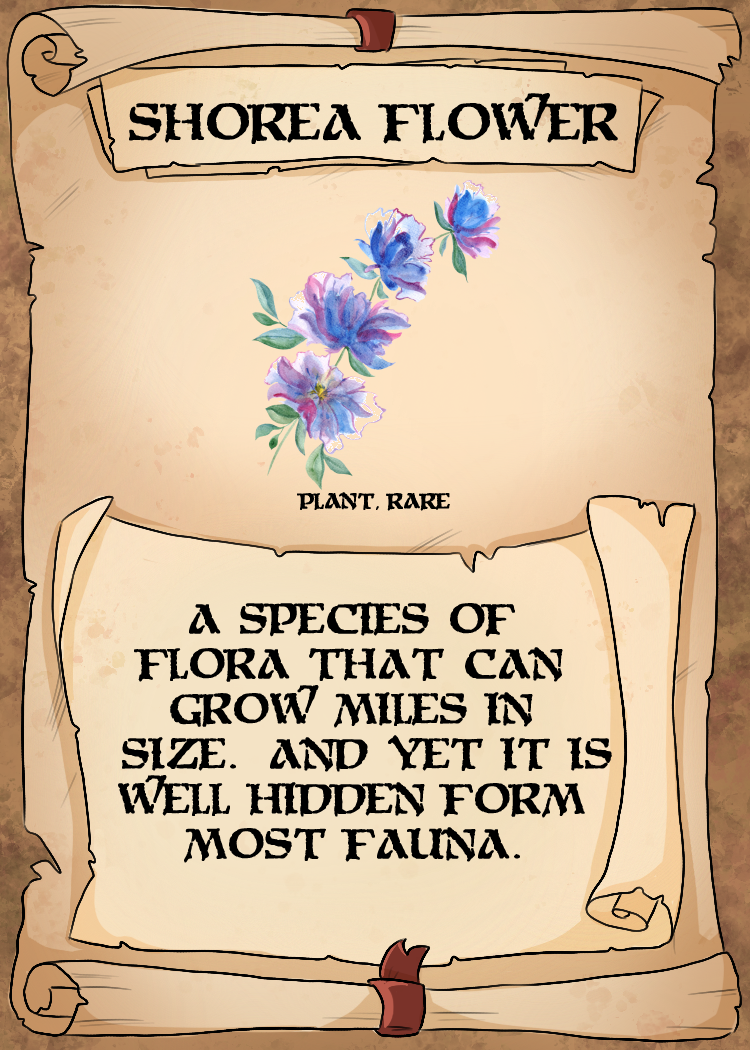 SHOREA FLOWER
PLANT, RARE
A SPECIES OF
FLORA THAT CAN
GROW MILES IN
SIZE. AND YET IT IS
WELL HIDDEN FORM
MOST FAUNA.